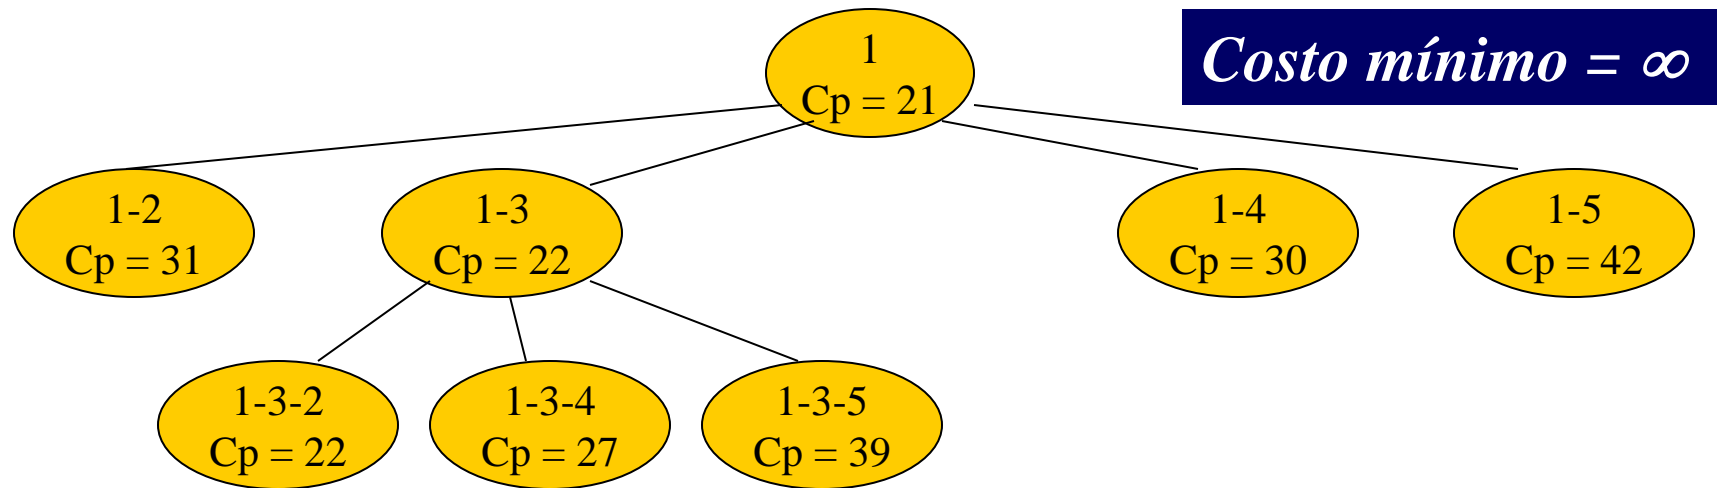 1
Cp = 21
Costo mínimo = ∞
1-2
Cp = 31
1-3
Cp = 22
1-4
Cp = 30
1-5
Cp = 42
1-3-2
Cp = 22
1-3-4
Cp = 27
1-3-5
Cp = 39